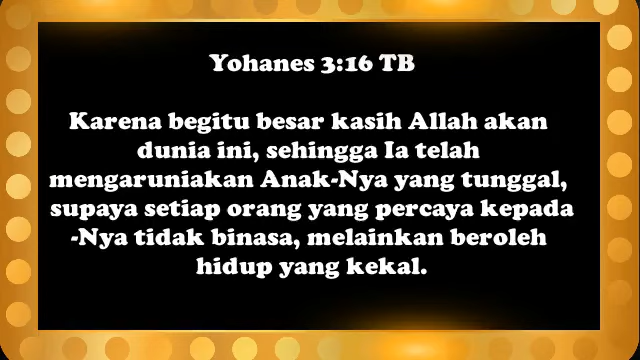 Yohanes 3:16 TB
Karena begitu besar kasih Allah akan
dunia ini, sehingga Ia telah
mengaruniakan Anak-Nya yang tunggal,
supaya setiap orang yang percaya kepada
-Nya tidak binasa, melainkan beroleh
hidup yang kekal.